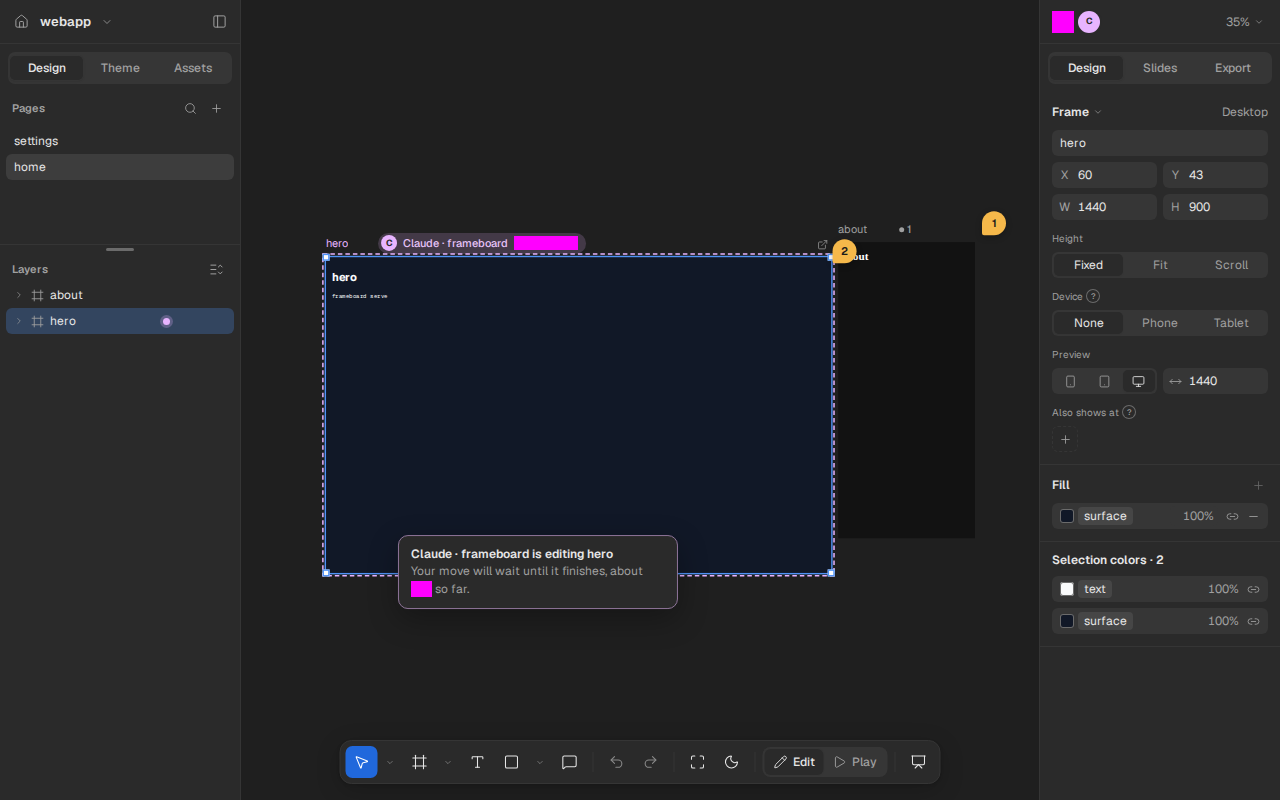 webapp
Design
Theme
Assets
Pages
settings
home
Layers
about
hero
hero
C
Claude · frameboard
about
1
1
2
hero
frameboard serve
Claude · frameboard is editing hero
Your move will wait until it finishes, about
so far.
Edit
Play
C
35%
Design
Slides
Export
Frame
Desktop
hero
X 60
Y 43
W 1440
H 900
Height
Fixed
Fit
Scroll
Device ?
None
Phone
Tablet
Preview
1440
Also shows at ?
Fill
surface
100%
Selection colors · 2
text
100%
surface
100%